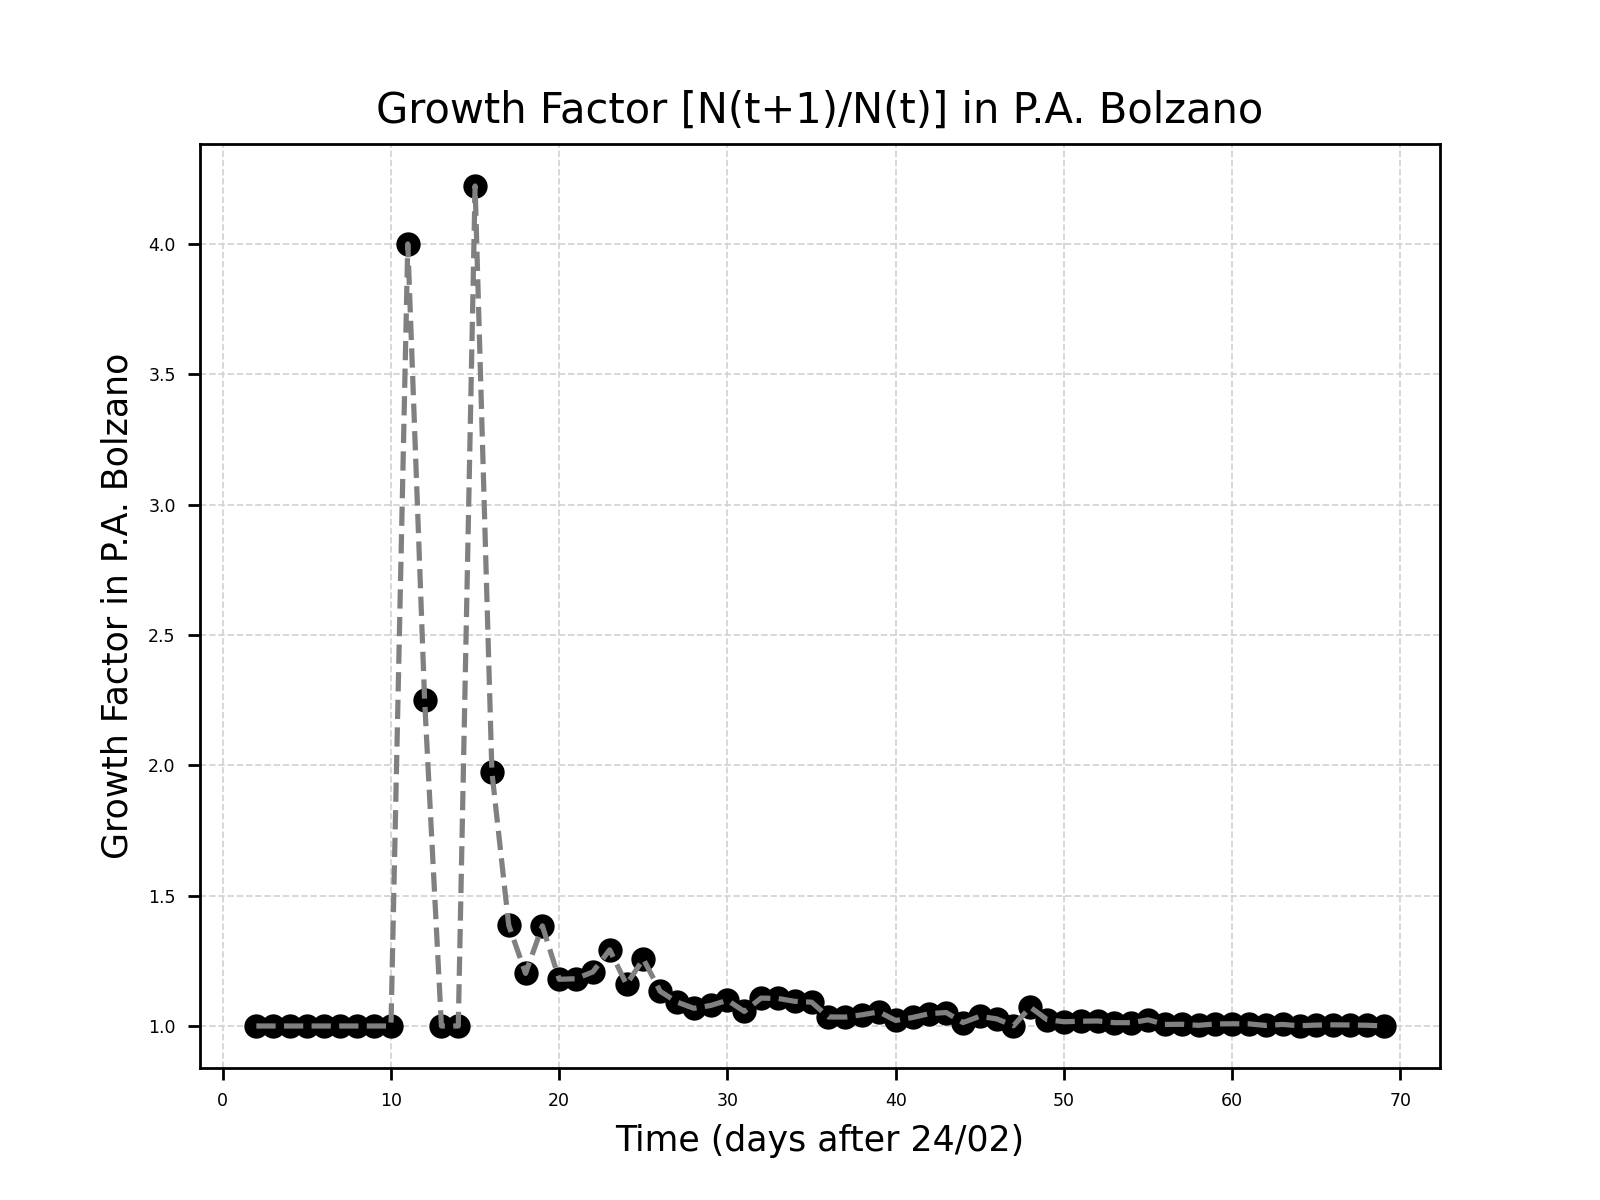 Growth Factor [N(t+1)/N(t)] in P.A. Bolzano
Growth Factor in P.A. Bolzano
4.0
3.5
3.0
2.5
2.0
1.5
1.0
0 10 20 30 40 50 60 70
Time (days after 24/02)